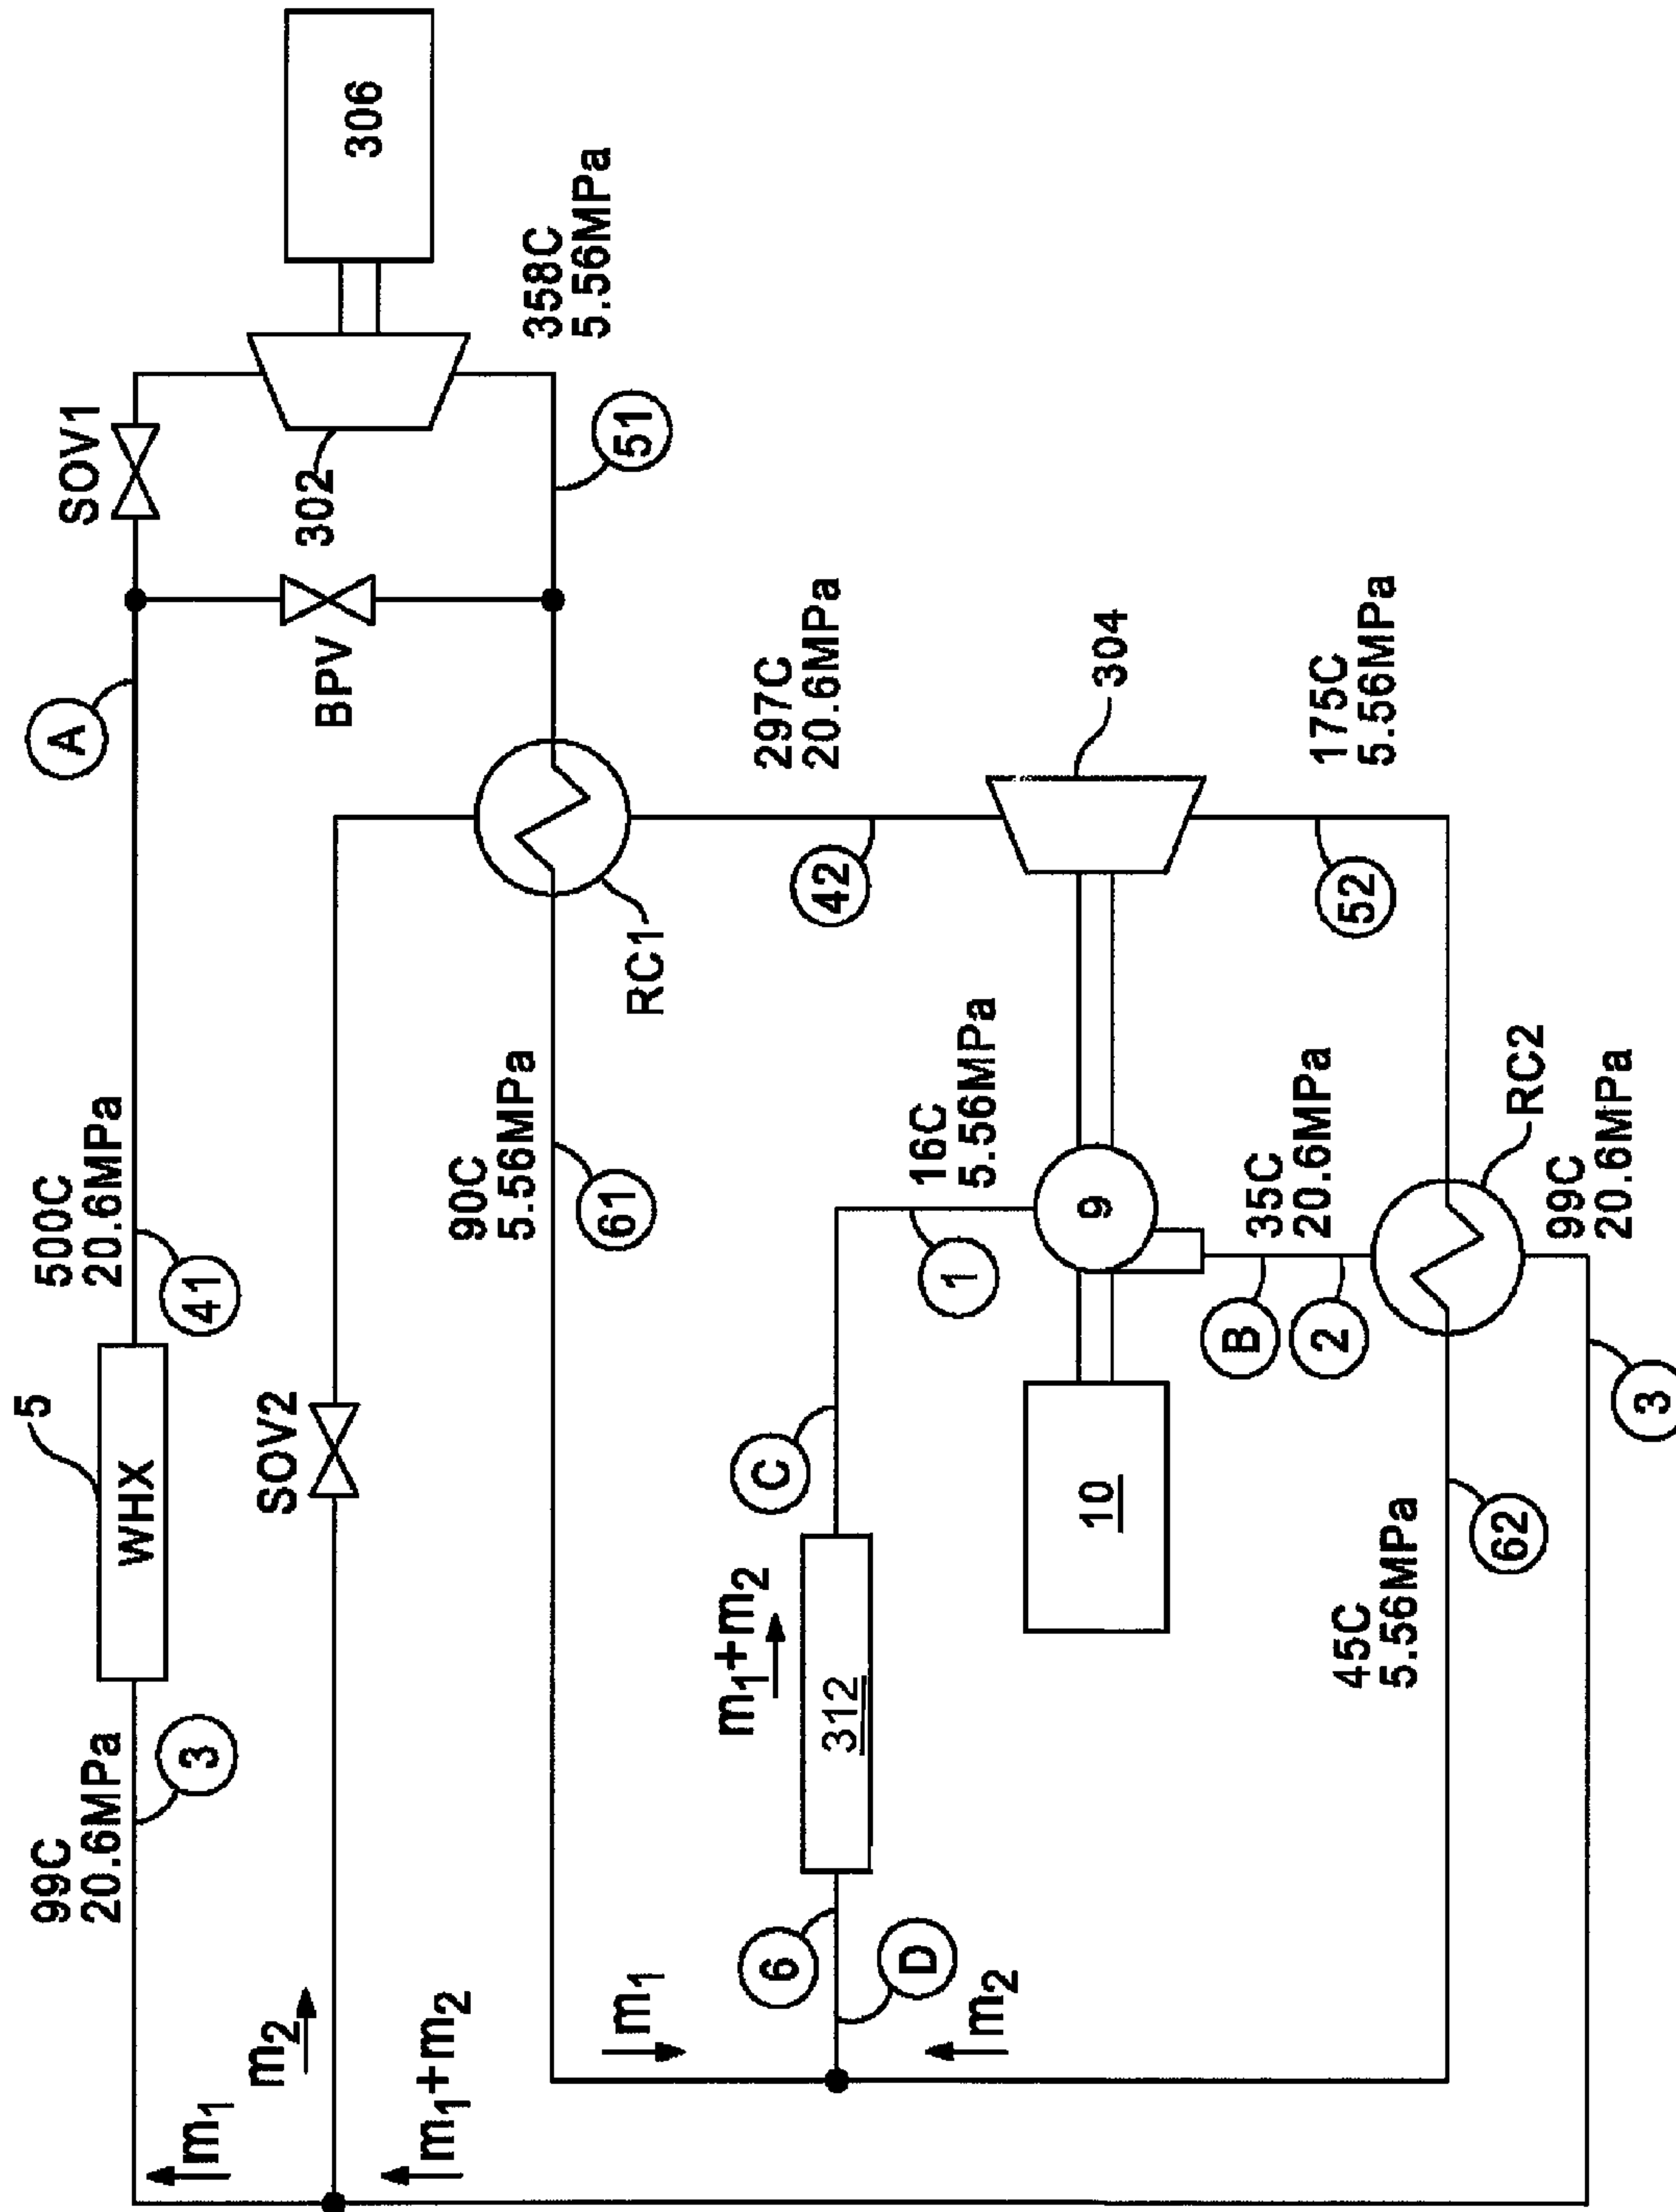 306
358C
5.56MPa
SOV1
302
51
A
BPV
297C
20.6MPa
304
175C
5.56MPa
42
52
RC1
500C
20.6MPa
41
90C
5.56MPa
61
16C
5.56MPa
1
9
35C
20.6MPa
RC2
99C
20.6MPa
B
2
3
5
WHX
SOV2
C
10
m1+m2
312
45C
5.56MPa
62
99C
20.6MPa
3
6
D
m1
m2
m1
m2
m1+m2